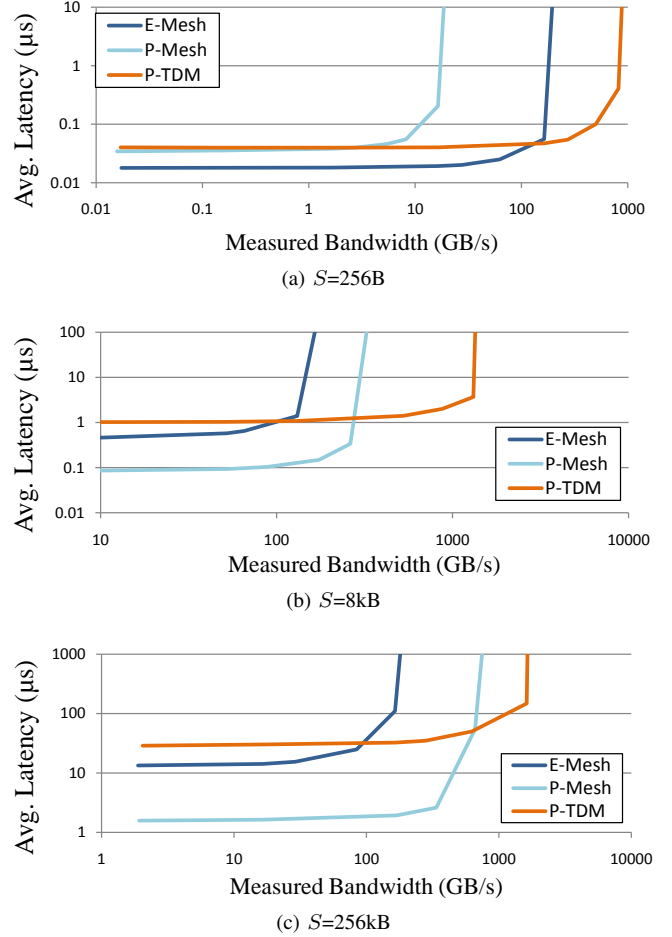 10
1
0.1
0.01
Avg. Latency (µs)
E-Mesh
P-Mesh
P-TDM
0.01 0.1 1 10 100 1000
Measured Bandwidth (GB/s)
(a) S=256B
100
10
1
0.1
0.01
Avg. Latency (µs)
E-Mesh
P-Mesh
P-TDM
10 100 1000 10000
Measured Bandwidth (GB/s)
(b) S=8kB
1000
100
10
1
Avg. Latency (µs)
E-Mesh
P-Mesh
P-TDM
1 10 100 1000 10000
Measured Bandwidth (GB/s)
(c) S=256kB